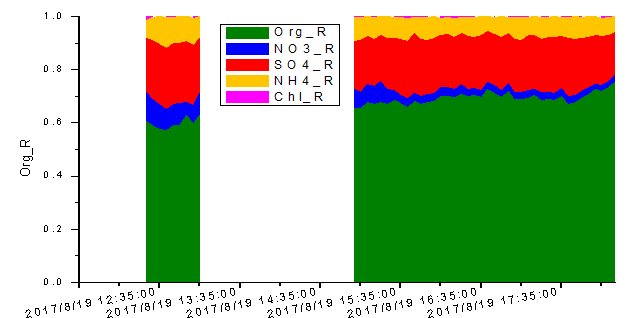 1.0
0.8
0.6
0.4
0.2
0.0
Org_R
Org_R
NO3_R
SO4_R
NH4_R
Chl_R
2017/8/19 12:35:00
2017/8/19 13:35:00
2017/8/19 14:35:00
2017/8/19 15:35:00
2017/8/19 16:35:00
2017/8/19 17:35:00